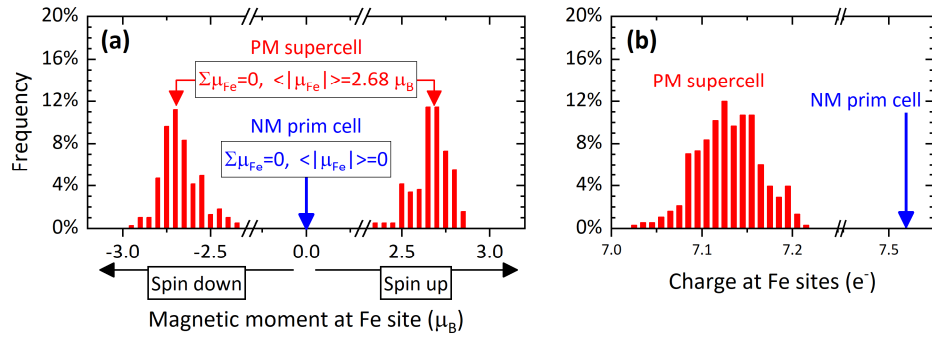 20%
16%
12%
8%
4%
0%
Frequency
(a)
PM supercell
Σμ_Fe=0, <|μ_Fe|>=2.68 μ_B
NM prim cell
Σμ_Fe=0, <|μ_Fe|>=0
-3.0 -2.5 0.0 2.5 3.0
Spin down Spin up
Magnetic moment at Fe site (μ_B)
20%
16%
12%
8%
4%
0%
(b)
PM supercell
NM prim cell
7.0 7.1 7.2 7.5
Charge at Fe sites (e⁻)